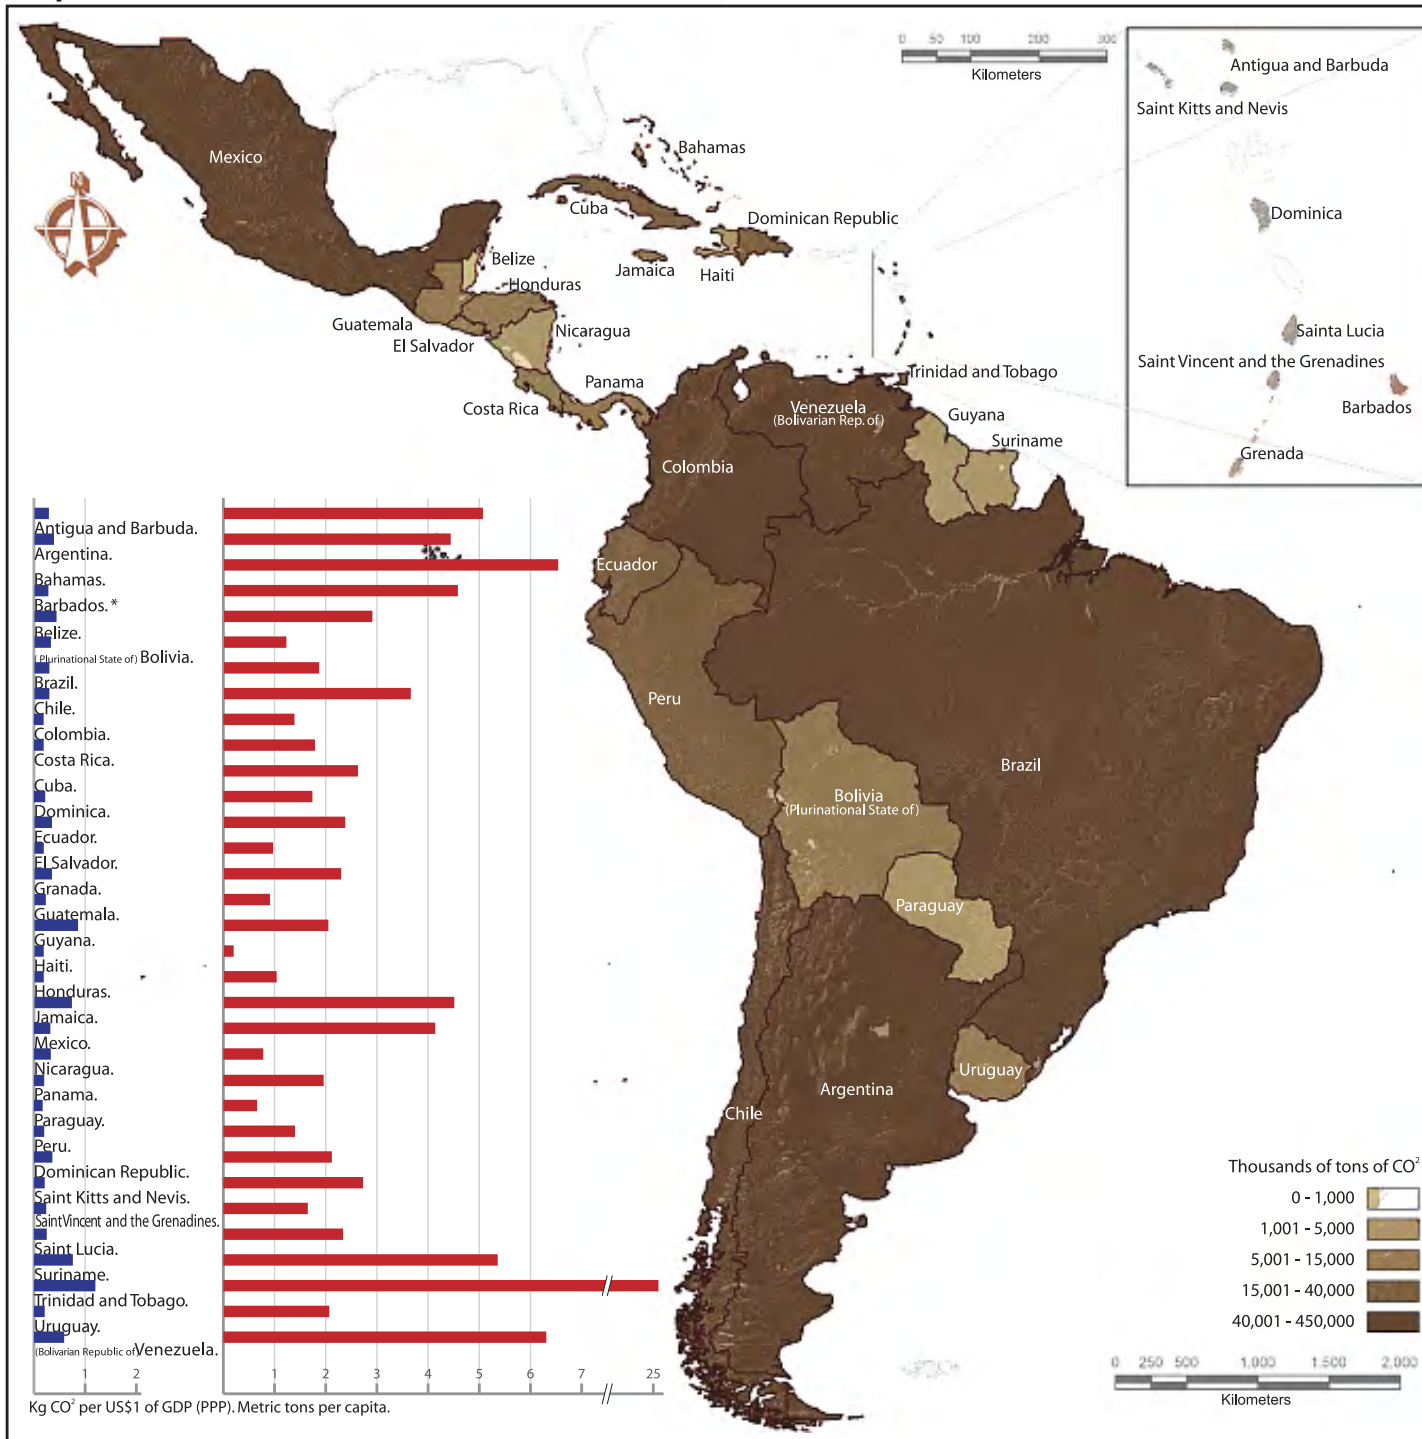 0 50 100 200 300
Kilometers
Antigua and Barbuda
Saint Kitts and Nevis
Dominica
Sainta Lucia
Saint Vincent and the Grenadines
Barbados
Grenada
N
Mexico
Bahamas
Cuba
Dominican Republic
Jamaica
Haiti
Belize
Honduras
Guatemala
El Salvador
Nicaragua
Panama
Costa Rica
Trinidad and Tobago
Venezuela
(Bolivarian Rep. of)
Guyana
Suriname
Colombia
Ecuador
Peru
Brazil
Bolivia
(Plurinational State of)
Paraguay
Uruguay
Argentina
Chile
Antigua and Barbuda.
Argentina.
Bahamas.
Barbados. *
Belize.
(Plurinational State of) Bolivia.
Brazil.
Chile.
Colombia.
Costa Rica.
Cuba.
Dominica.
Ecuador.
El Salvador.
Granada.
Guatemala.
Guyana.
Haiti.
Honduras.
Jamaica.
Mexico.
Nicaragua.
Panama.
Paraguay.
Peru.
Dominican Republic.
Saint Kitts and Nevis.
Saint Vincent and the Grenadines.
Saint Lucia.
Suriname.
Trinidad and Tobago.
Uruguay.
(Bolivarian Republic of) Venezuela.
1 2 1 2 3 4 5 6 7 25
Kg CO² per US$1 of GDP (PPP). Metric tons per capita.
Thousands of tons of CO²
0 - 1,000
1,001 - 5,000
5,001 - 15,000
15,001 - 40,000
40,001 - 450,000
0 250 500 1,000 1.500 2,000
Kilometers